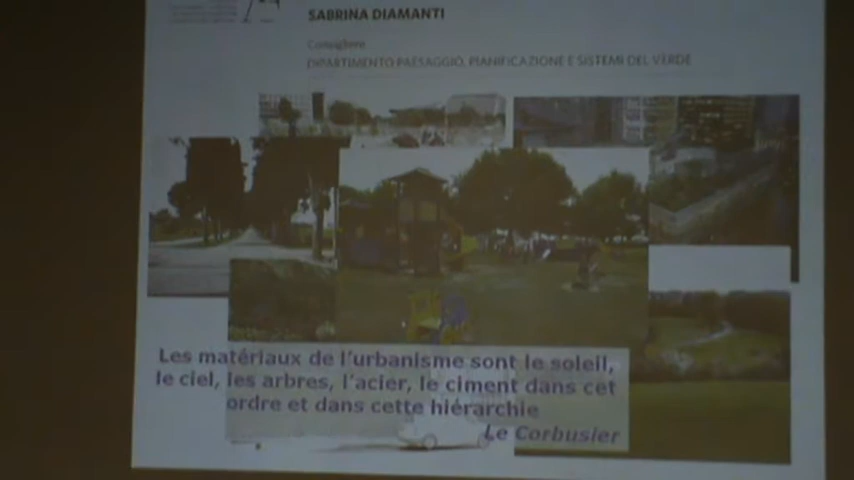 SABRINA DIAMANTI
Consigliere
DIPARTIMENTO PAESAGGIO, PIANIFICAZIONE E SISTEMI DEL VERDE
Les matériaux de l'urbanisme sont le soleil,
le ciel, les arbres, l'acier, le ciment dans cet
ordre et dans cette hiérarchie
Le Corbusier